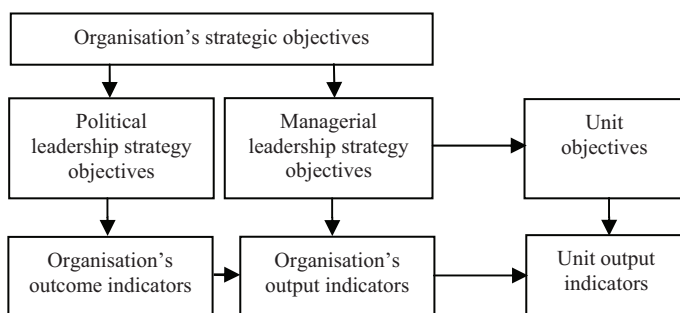 Organisation's strategic objectives
Political
leadership strategy
objectives
Managerial
leadership strategy
objectives
Unit
objectives
Organisation's
outcome indicators
Organisation's
output indicators
Unit output
indicators